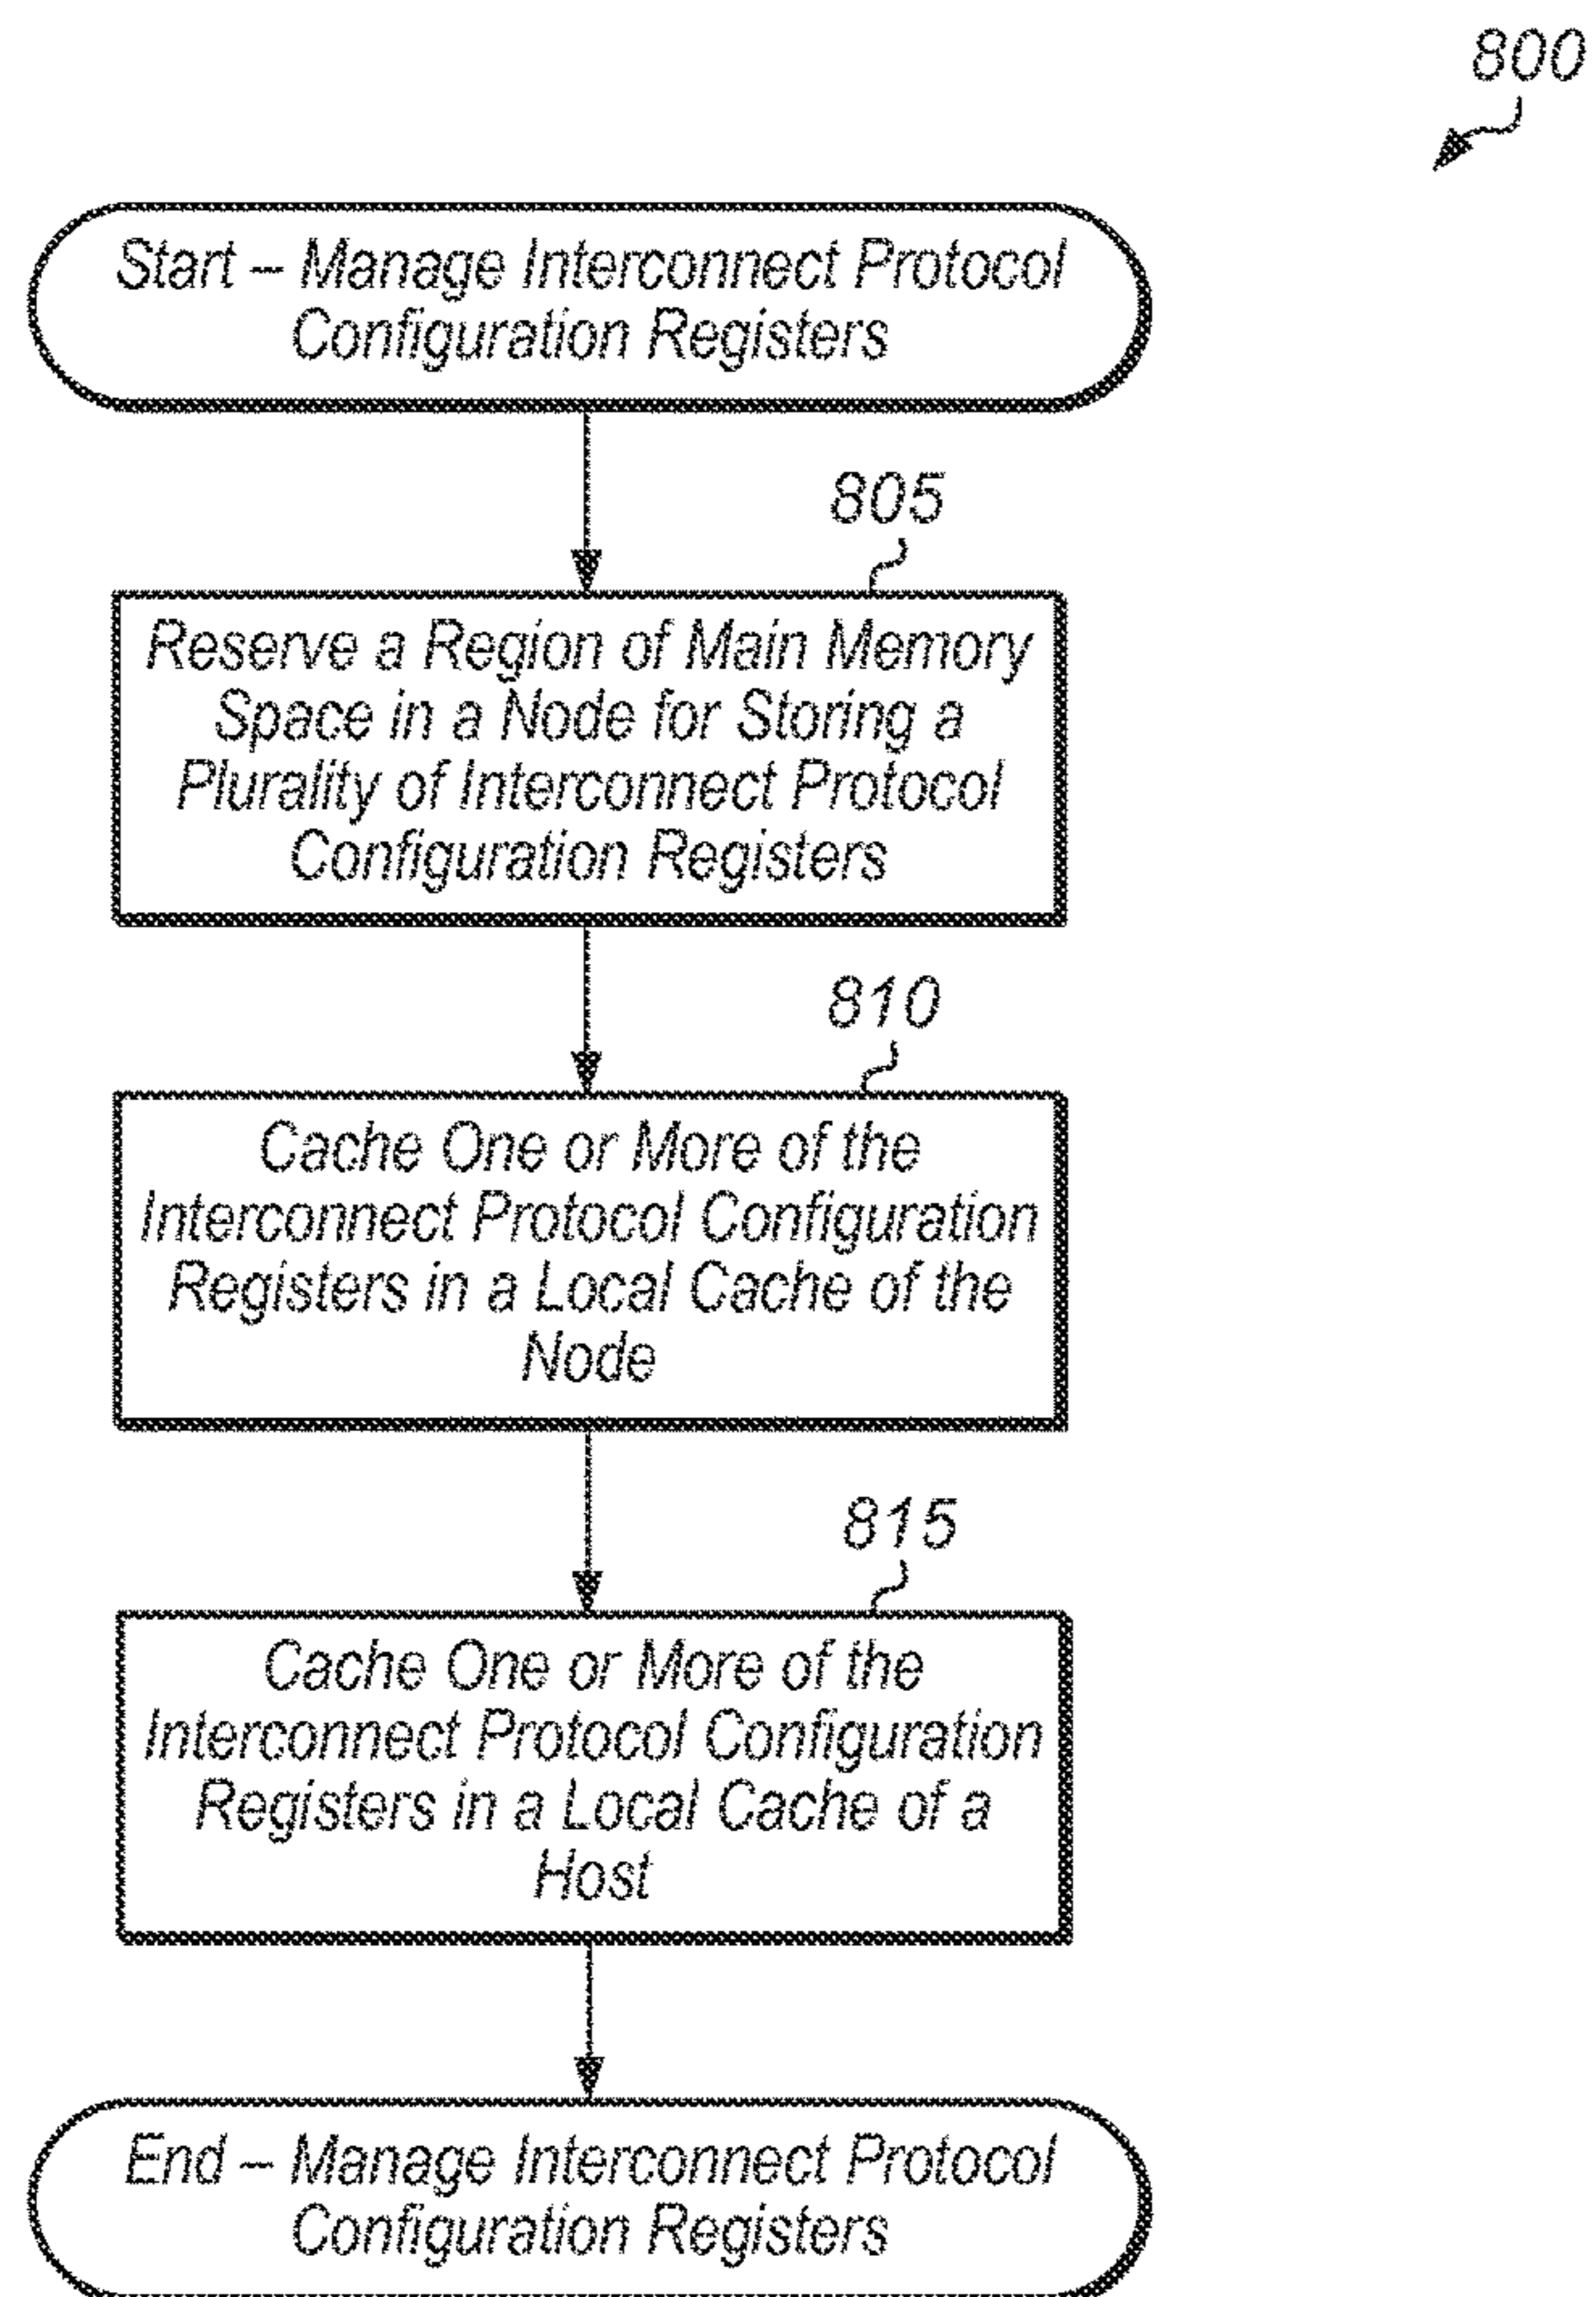 800
Start – Manage Interconnect Protocol
Configuration Registers
805
Reserve a Region of Main Memory
Space in a Node for Storing a
Plurality of Interconnect Protocol
Configuration Registers
810
Cache One or More of the
Interconnect Protocol Configuration
Registers in a Local Cache of the
Node
815
Cache One or More of the
Interconnect Protocol Configuration
Registers in a Local Cache of a
Host
End – Manage Interconnect Protocol
Configuration Registers